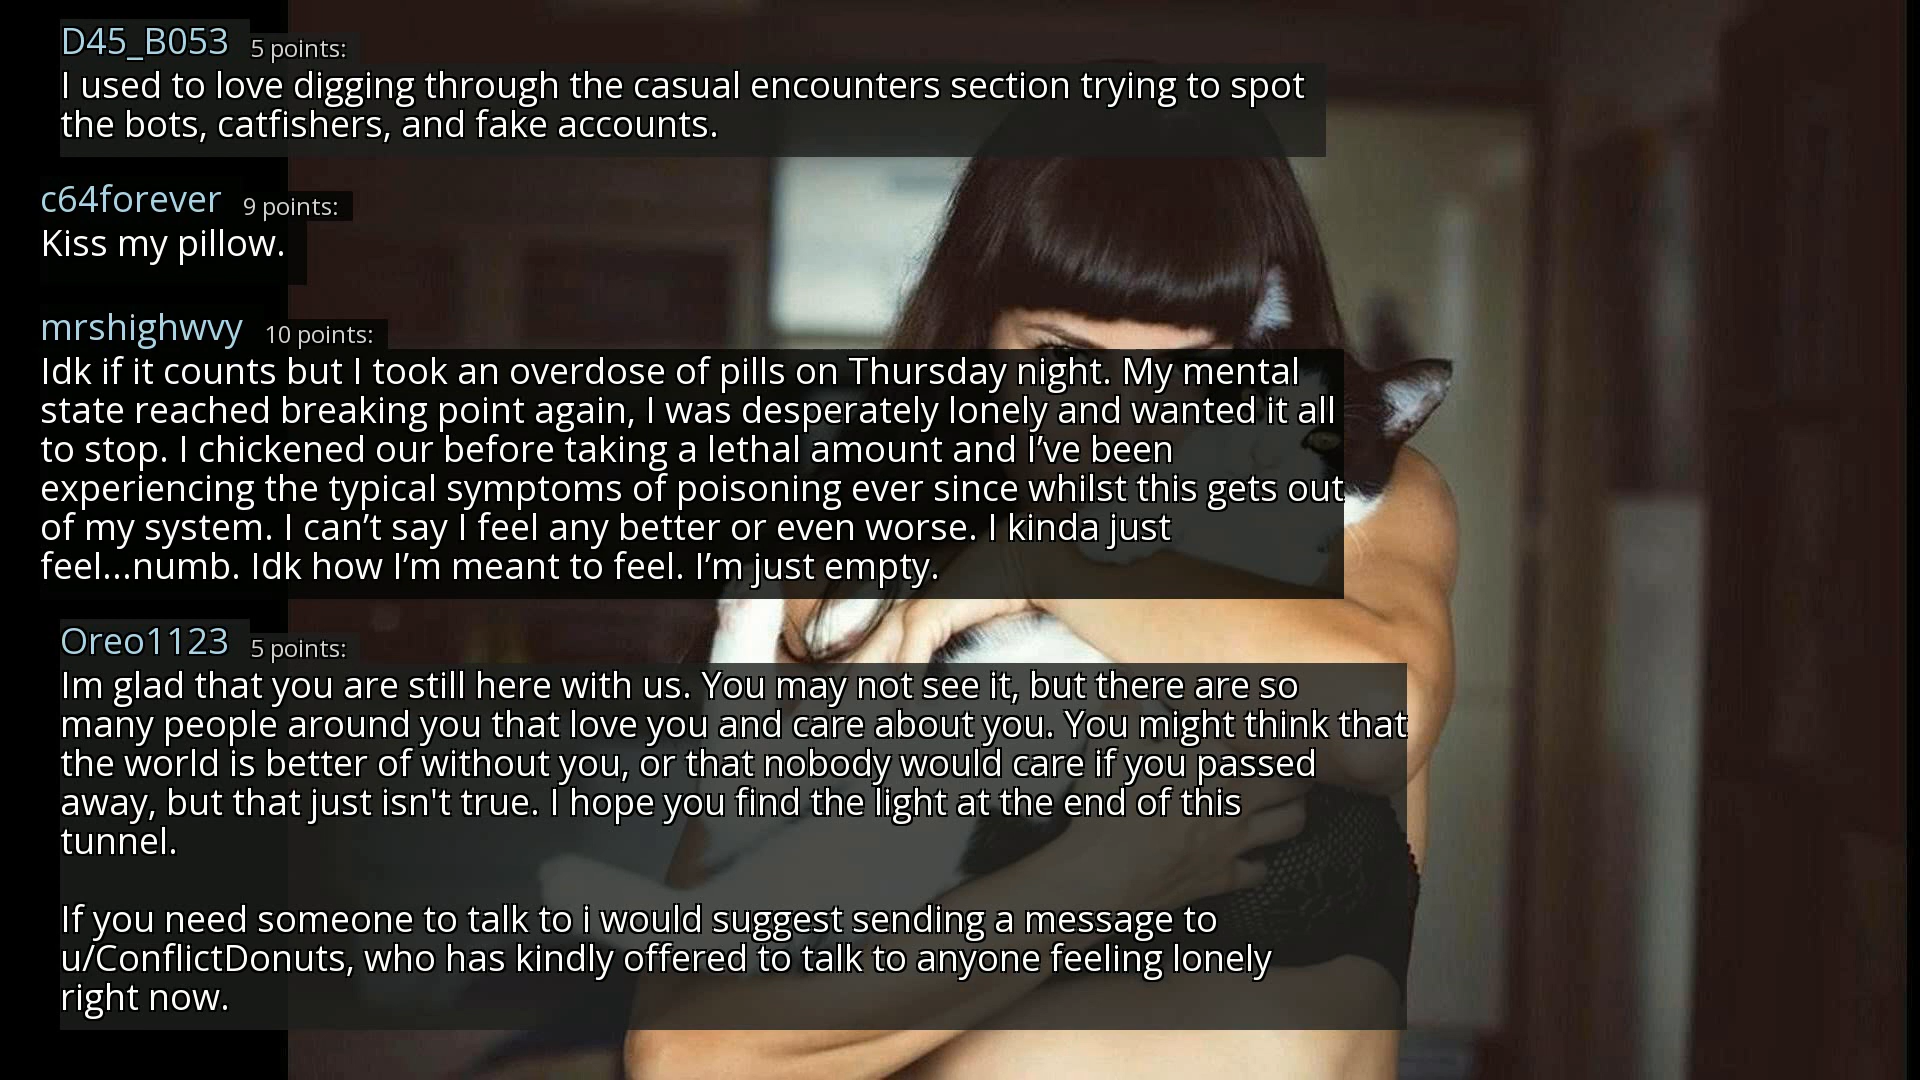 D45_B053 5 points:
I used to love digging through the casual encounters section trying to spot
the bots, catfishers, and fake accounts.
c64forever 9 points:
Kiss my pillow.
mrshighwvy 10 points:
Idk if it counts but I took an overdose of pills on Thursday night. My mental
state reached breaking point again, I was desperately lonely and wanted it all
to stop. I chickened our before taking a lethal amount and I’ve been
experiencing the typical symptoms of poisoning ever since whilst this gets out
of my system. I can’t say I feel any better or even worse. I kinda just
feel...numb. Idk how I’m meant to feel. I’m just empty.
Oreo1123 5 points:
Im glad that you are still here with us. You may not see it, but there are so
many people around you that love you and care about you. You might think that
the world is better of without you, or that nobody would care if you passed
away, but that just isn't true. I hope you find the light at the end of this
tunnel.
If you need someone to talk to i would suggest sending a message to
u/ConflictDonuts, who has kindly offered to talk to anyone feeling lonely
right now.